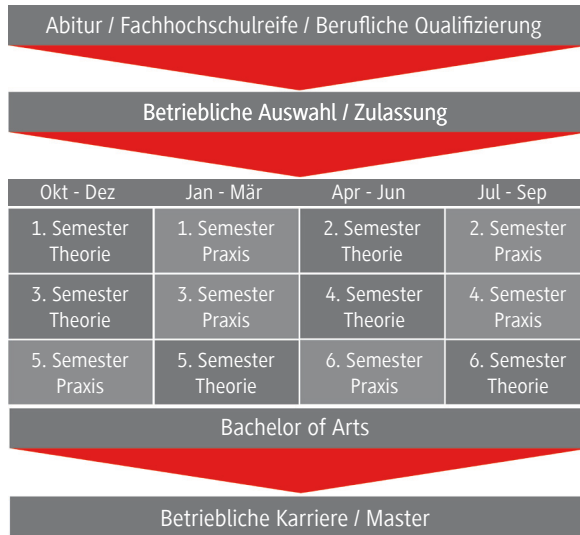 Abitur / Fachhochschulreife / Berufliche Qualifizierung
Betriebliche Auswahl / Zulassung
Okt - Dez Jan - Mär Apr - Jun Jul - Sep
1. Semester 1. Semester 2. Semester 2. Semester
Theorie Praxis Theorie Praxis
3. Semester 3. Semester 4. Semester 4. Semester
Theorie Praxis Theorie Praxis
5. Semester 5. Semester 6. Semester 6. Semester
Praxis Theorie Praxis Theorie
Bachelor of Arts
Betriebliche Karriere / Master